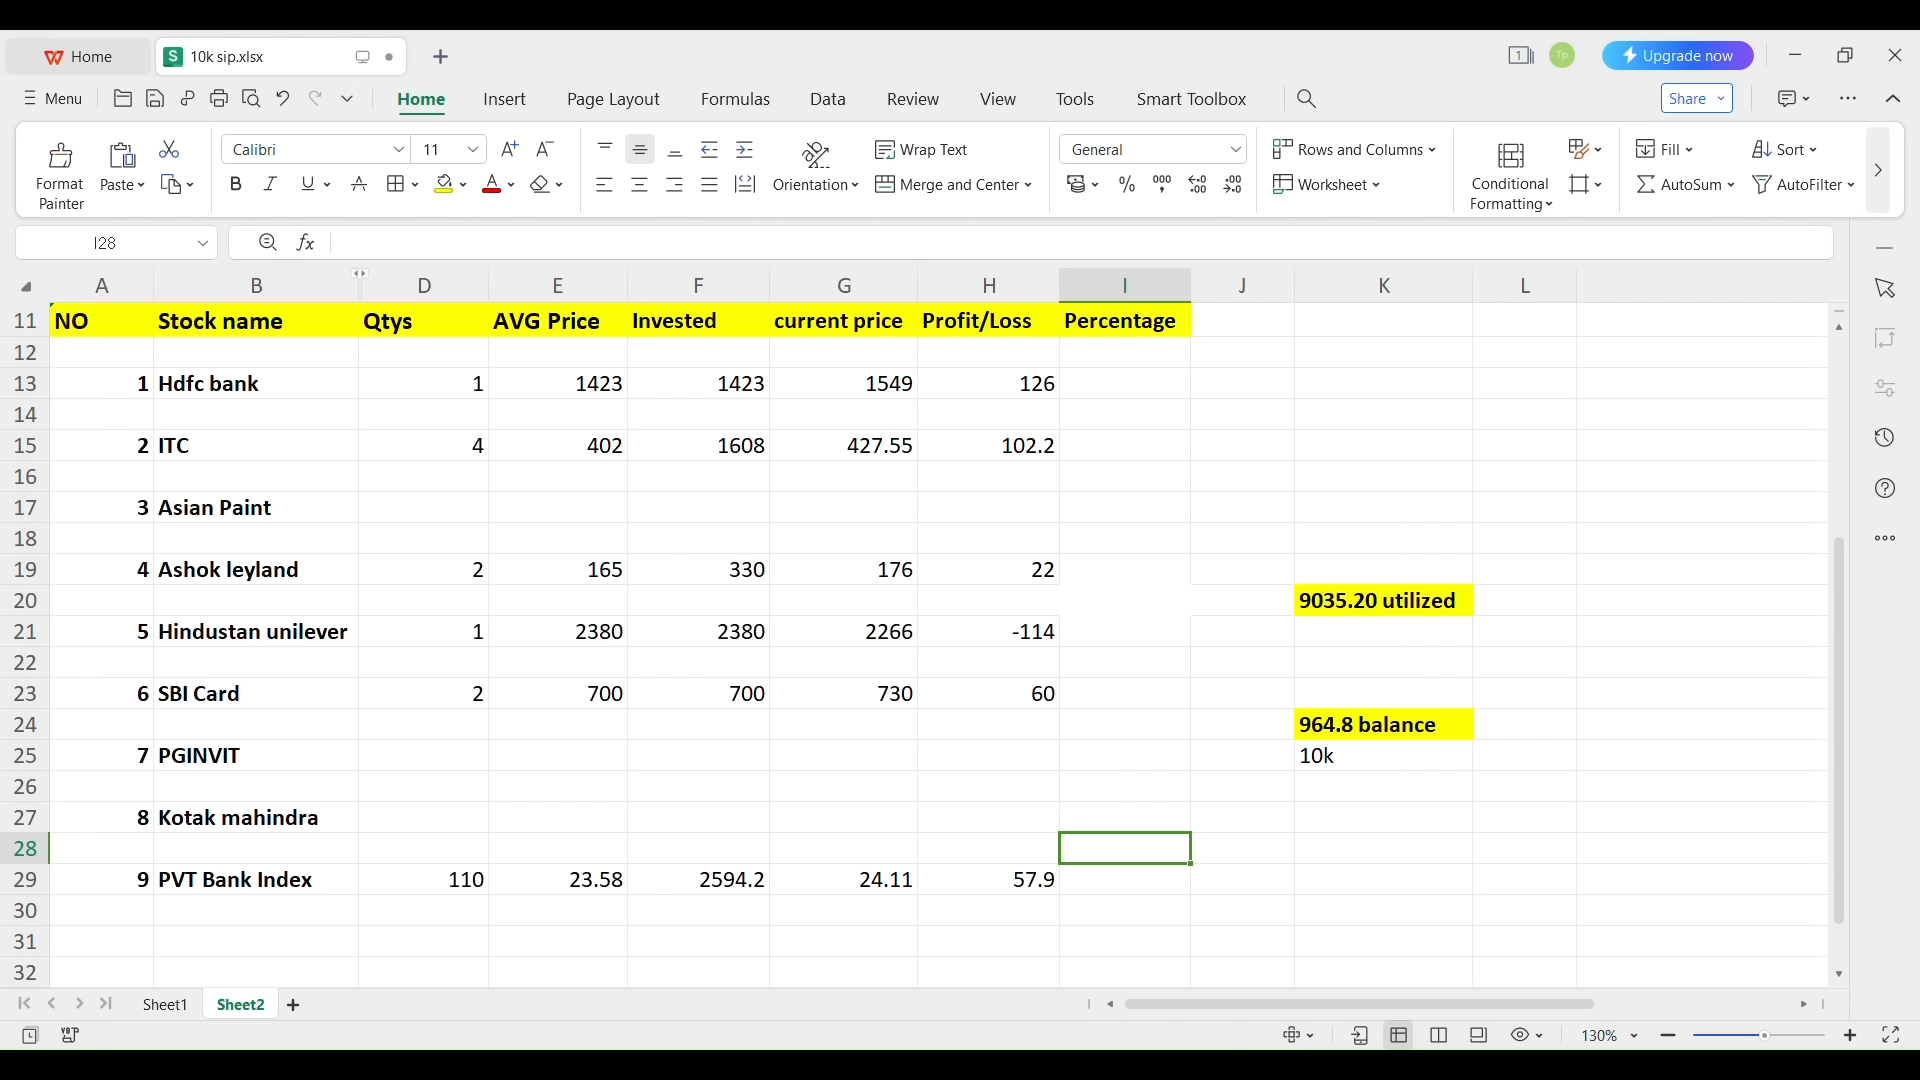 Home
10k sip.xlsx
1
Tp
Upgrade now
Menu
Home Insert Page Layout Formulas Data Review View Tools Smart Toolbox
Share
Format Painter
Paste
Calibri 11
A+ A-
B I U A
Orientation
Wrap Text
Merge and Center
General
Rows and Columns
Worksheet
Conditional Formatting
Fill
Sort
AutoSum
AutoFilter
I28
fx
A B D E F G H I J K L
11 NO Stock name Qtys AVG Price Invested current price Profit/Loss Percentage
12
13 1 Hdfc bank 1 1423 1423 1549 126
14
15 2 ITC 4 402 1608 427.55 102.2
16
17 3 Asian Paint
18
19 4 Ashok leyland 2 165 330 176 22
20 9035.20 utilized
21 5 Hindustan unilever 1 2380 2380 2266 -114
22
23 6 SBI Card 2 700 700 730 60
24 964.8 balance
25 7 PGINVIT 10k
26
27 8 Kotak mahindra
28
29 9 PVT Bank Index 110 23.58 2594.2 24.11 57.9
30
31
32
Sheet1 Sheet2
130%